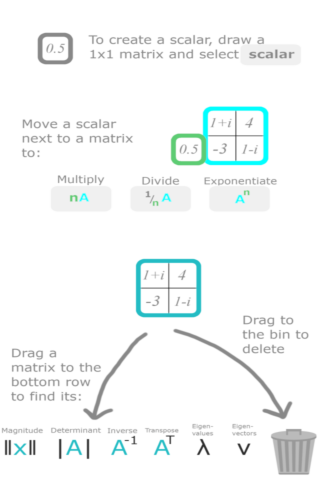 0.5
To create a scalar, draw a
1x1 matrix and select scalar
Move a scalar
next to a matrix
to:
1+i 4
0.5 -3 1-i
Multiply Divide Exponentiate
nA 1/n A Aⁿ
1+i 4
-3 1-i
Drag to
the bin to
delete
Drag a
matrix to the
bottom row
to find its:
Magnitude Determinant Inverse Transpose Eigen-values Eigen-vectors
‖x‖ |A| A⁻¹ Aᵀ λ v